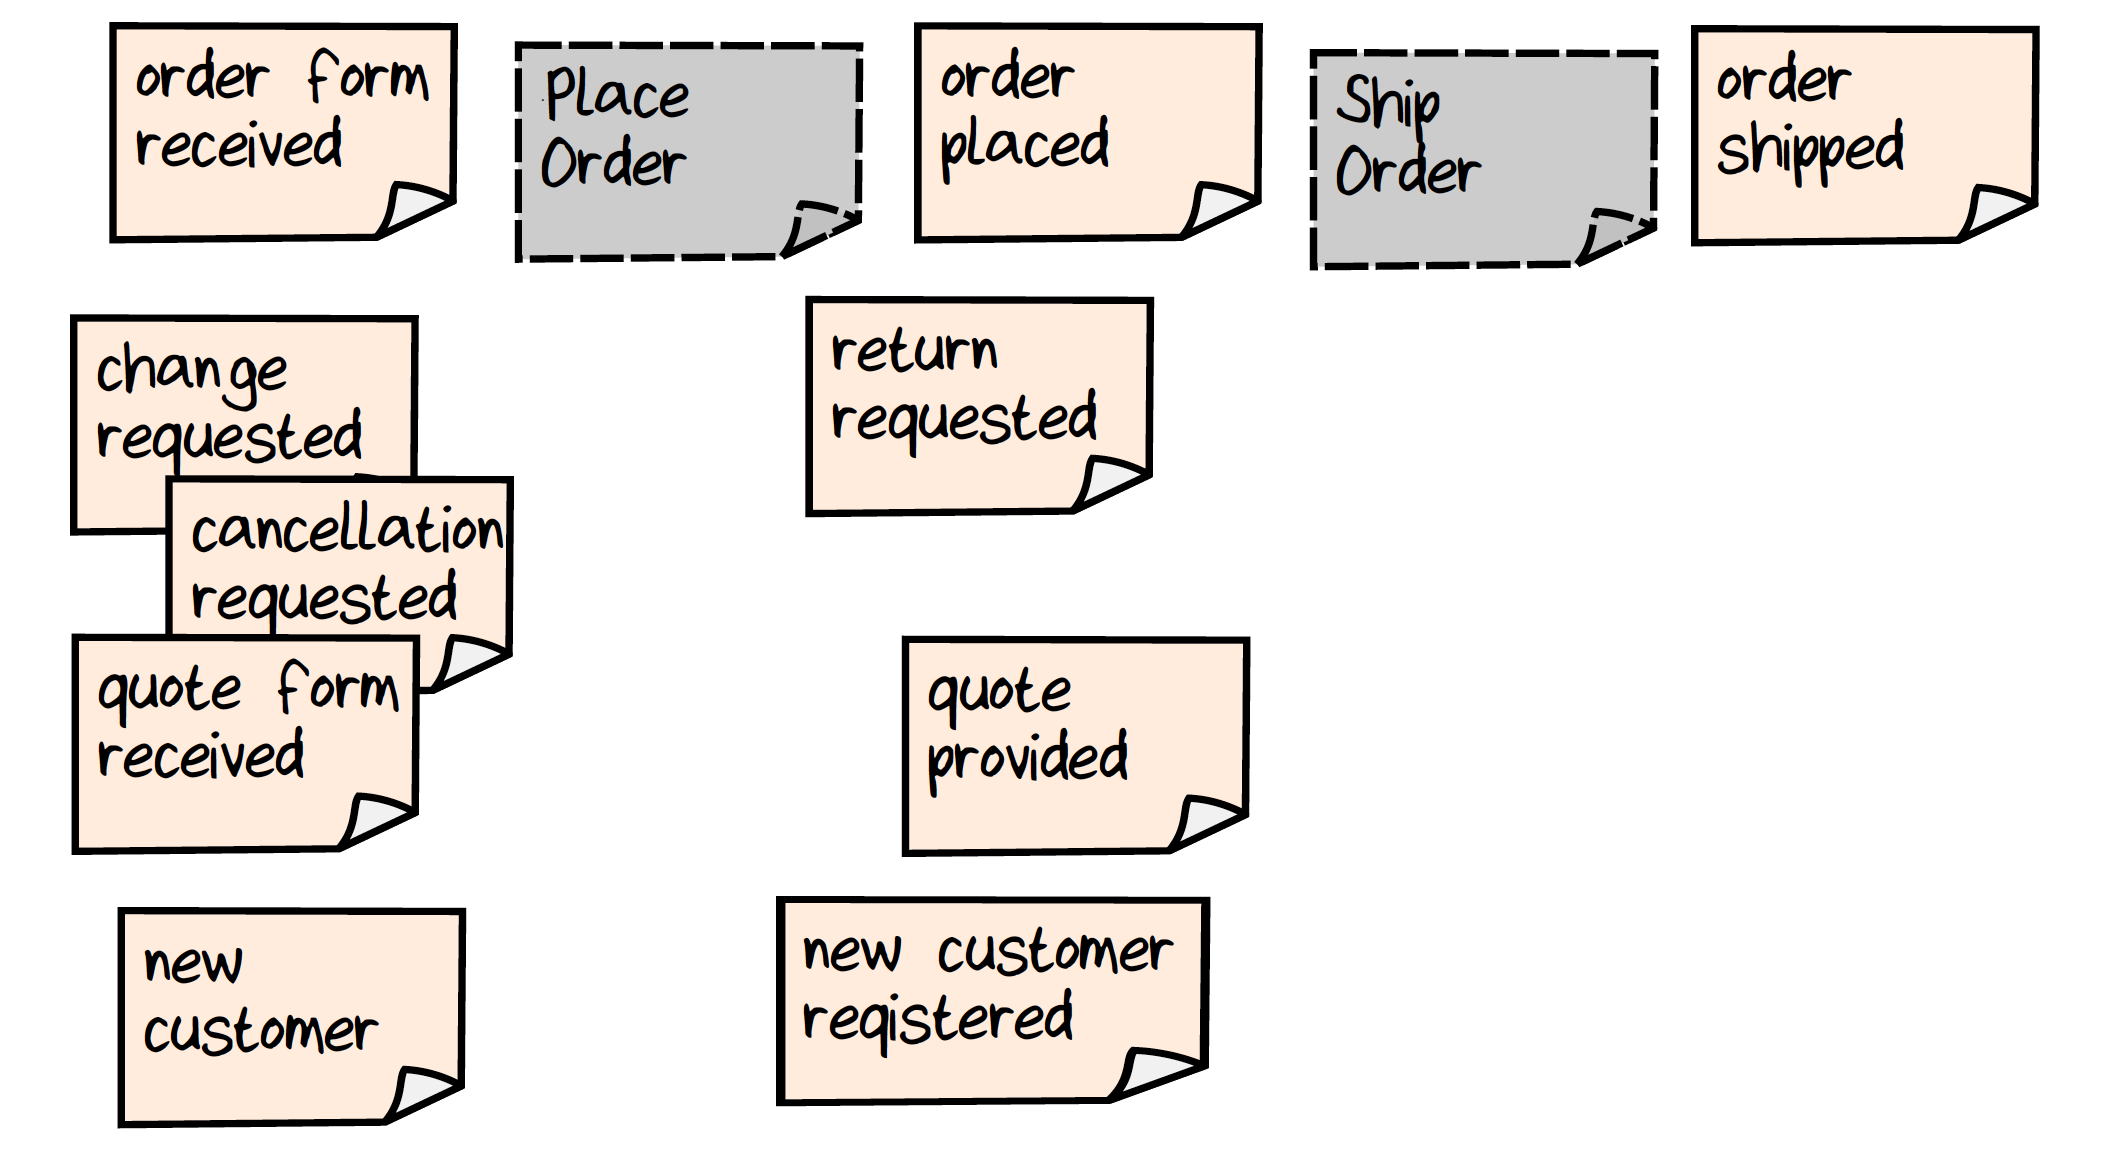 order form
received
Place
Order
order
placed
Ship
Order
order
shipped
change
requested
return
requested
cancellation
requested
quote form
received
quote
provided
new
customer
new customer
registered